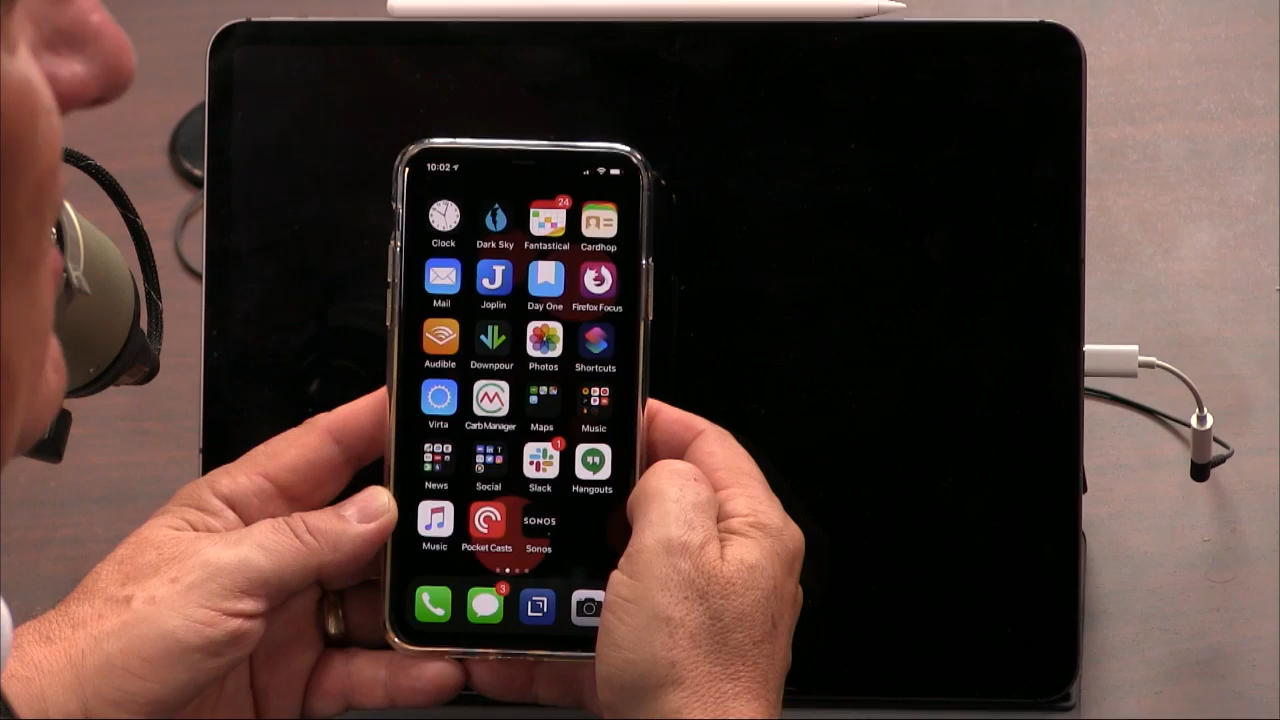 10:02
24
Clock Dark Sky Fantastical Cardhop
J
Mail Joplin Day One Firefox Focus
Audible Downpour Photos Shortcuts
Virta Carb Manager Maps Music
1
News Social Slack Hangouts
SONOS
Music Pocket Casts Sonos
3